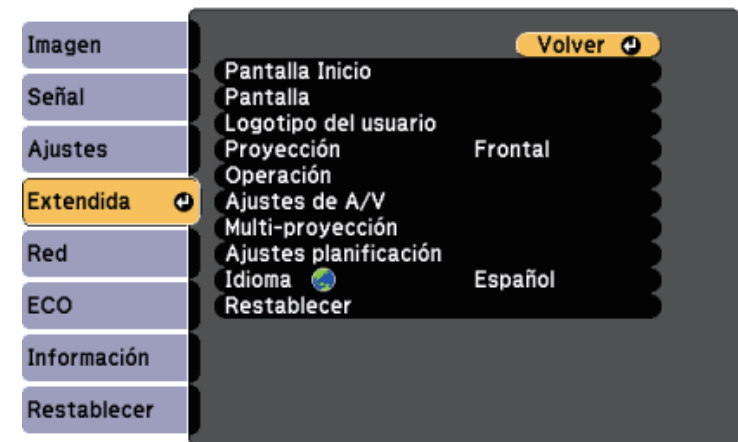 Imagen
Señal
Ajustes
Extendida
Red
ECO
Información
Restablecer
Volver
Pantalla Inicio
Pantalla
Logotipo del usuario
Proyección Frontal
Operación
Ajustes de A/V
Multi-proyección
Ajustes planificación
Idioma Español
Restablecer